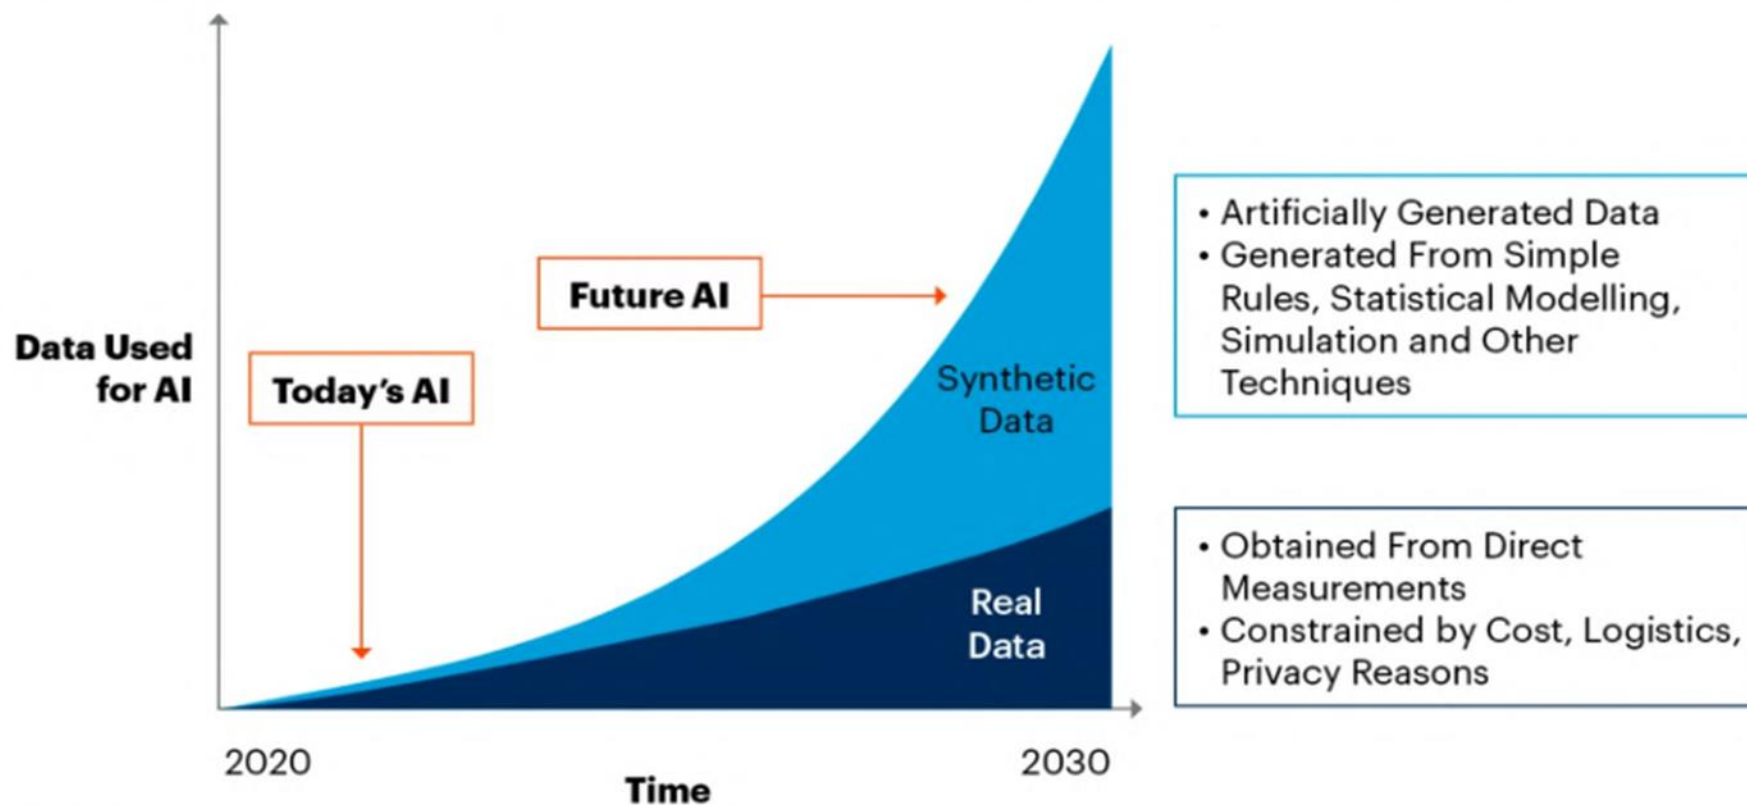 Data Used
for AI
Today's AI
Future AI
Synthetic
Data
Real
Data
2020
2030
Time
• Artificially Generated Data
• Generated From Simple
Rules, Statistical Modelling,
Simulation and Other
Techniques
• Obtained From Direct
Measurements
• Constrained by Cost, Logistics,
Privacy Reasons